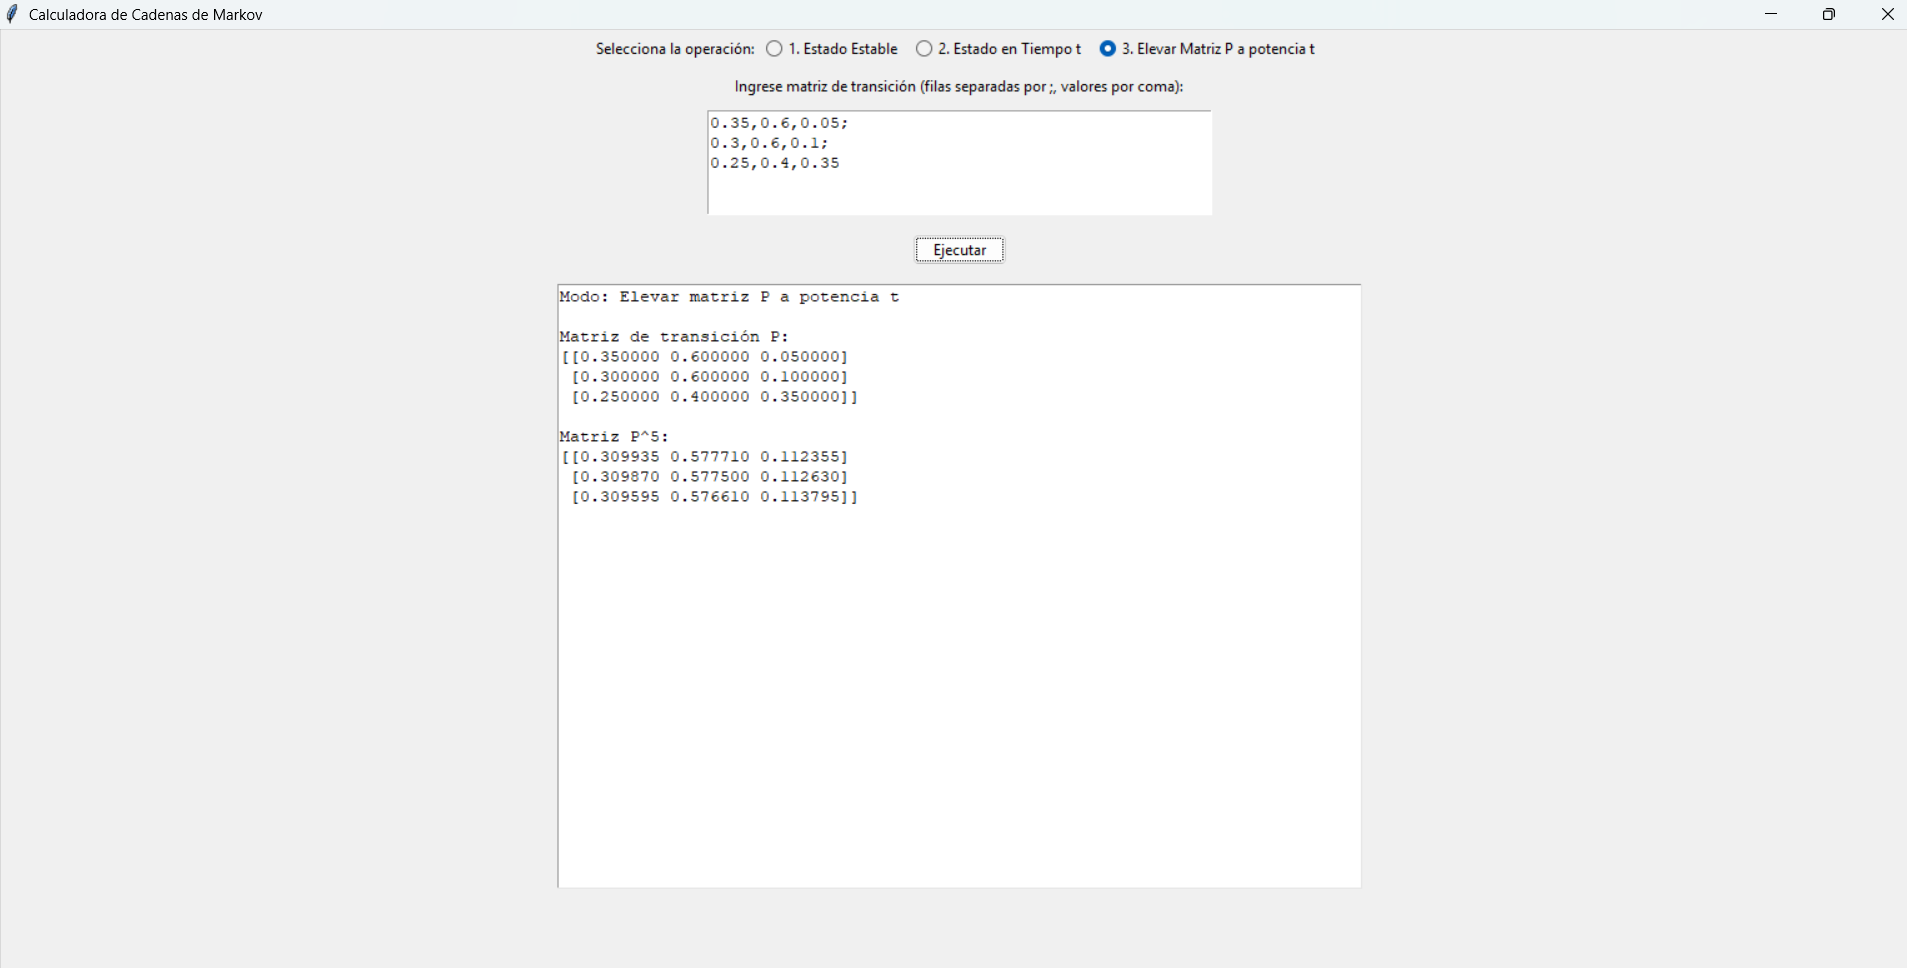 Calculadora de Cadenas de Markov
Selecciona la operación: 1. Estado Estable 2. Estado en Tiempo t 3. Elevar Matriz P a potencia t
Ingrese matriz de transición (filas separadas por ;, valores por coma):
0.35,0.6,0.05;
0.3,0.6,0.1;
0.25,0.4,0.35
Ejecutar
Modo: Elevar matriz P a potencia t
Matriz de transición P:
[[0.350000 0.600000 0.050000]
[0.300000 0.600000 0.100000]
[0.250000 0.400000 0.350000]]
Matriz P^5:
[[0.309935 0.577710 0.112355]
[0.309870 0.577500 0.112630]
[0.309595 0.576610 0.113795]]